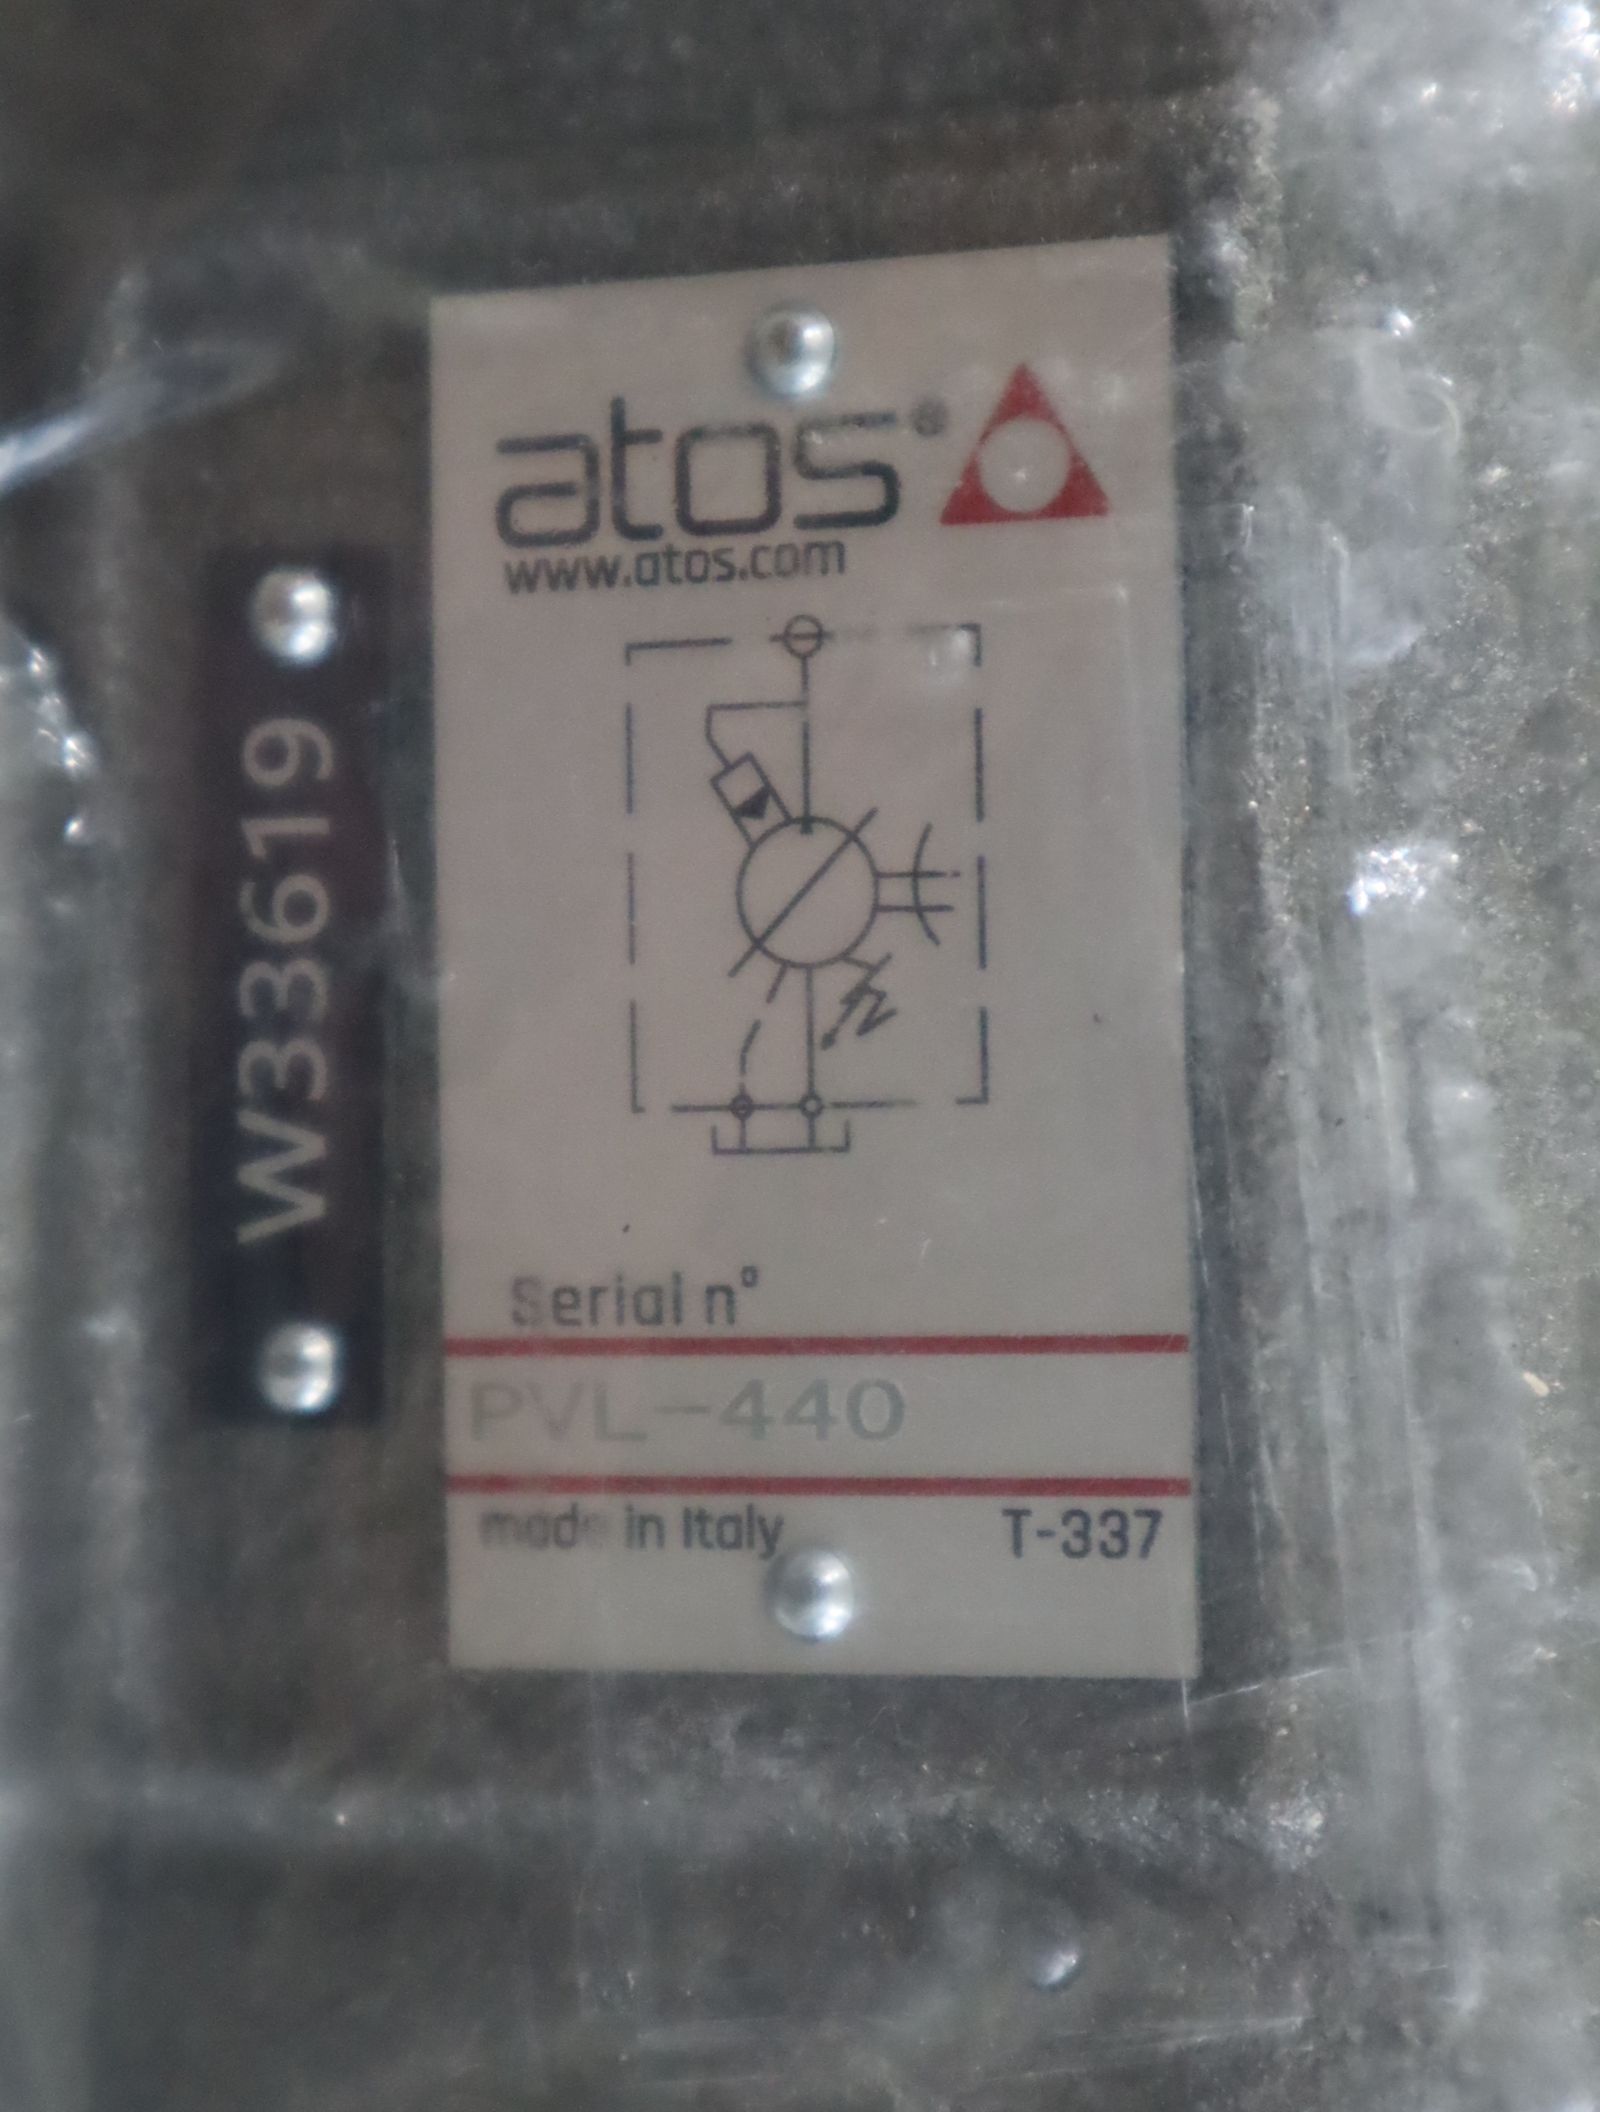 atos®
www.atos.com
Serial n°
PVL-440
made in Italy
T-337
W33619